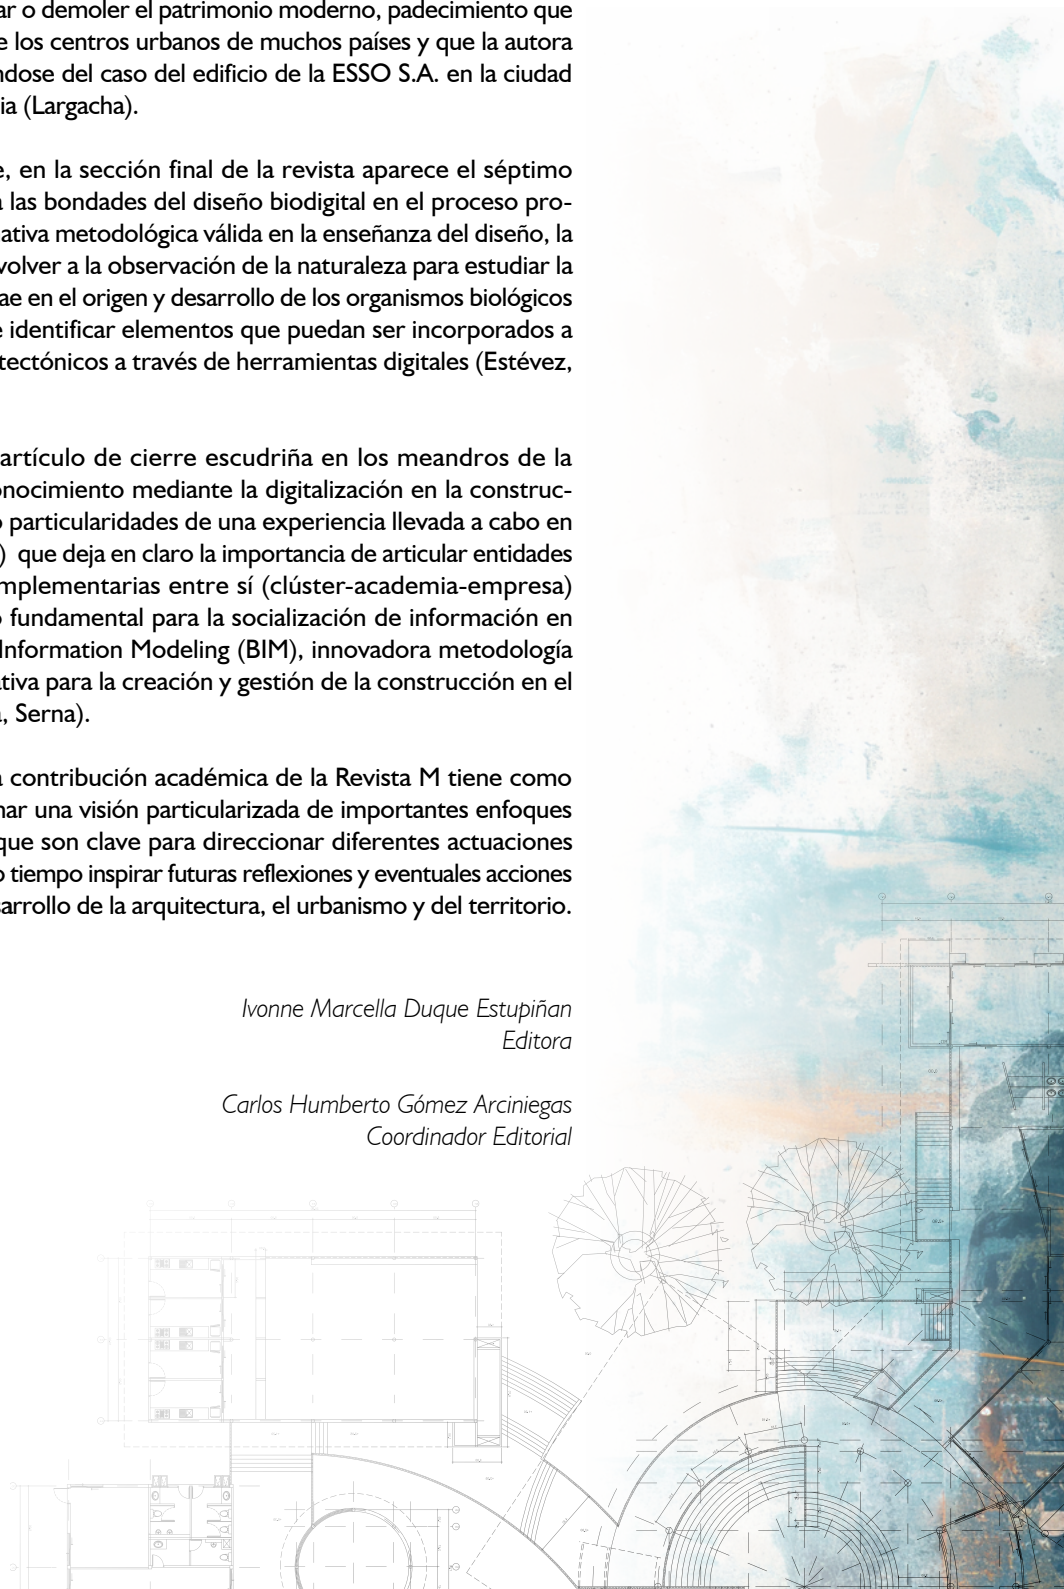 ar o demoler el patrimonio moderno, padecimiento que
e los centros urbanos de muchos países y que la autora
ndose del caso del edificio de la ESSO S.A. en la ciudad
ia (Largacha).
e, en la sección final de la revista aparece el séptimo
a las bondades del diseño biodigital en el proceso pro-
ativa metodológica válida en la enseñanza del diseño, la
volver a la observación de la naturaleza para estudiar la
ae en el origen y desarrollo de los organismos biológicos
e identificar elementos que puedan ser incorporados a
tectónicos a través de herramientas digitales (Estévez,
artículo de cierre escudriña en los meandros de la
onocimiento mediante la digitalización en la construc-
o particularidades de una experiencia llevada a cabo en
) que deja en claro la importancia de articular entidades
mplementarias entre sí (clúster-academia-empresa)
o fundamental para la socialización de información en
Information Modeling (BIM), innovadora metodología
ativa para la creación y gestión de la construcción en el
a, Serna).
a contribución académica de la Revista M tiene como
nar una visión particularizada de importantes enfoques
que son clave para direccionar diferentes actuaciones
o tiempo inspirar futuras reflexiones y eventuales acciones
sarrollo de la arquitectura, el urbanismo y del territorio.
Ivonne Marcella Duque Estupiñan
Editora
Carlos Humberto Gómez Arciniegas
Coordinador Editorial